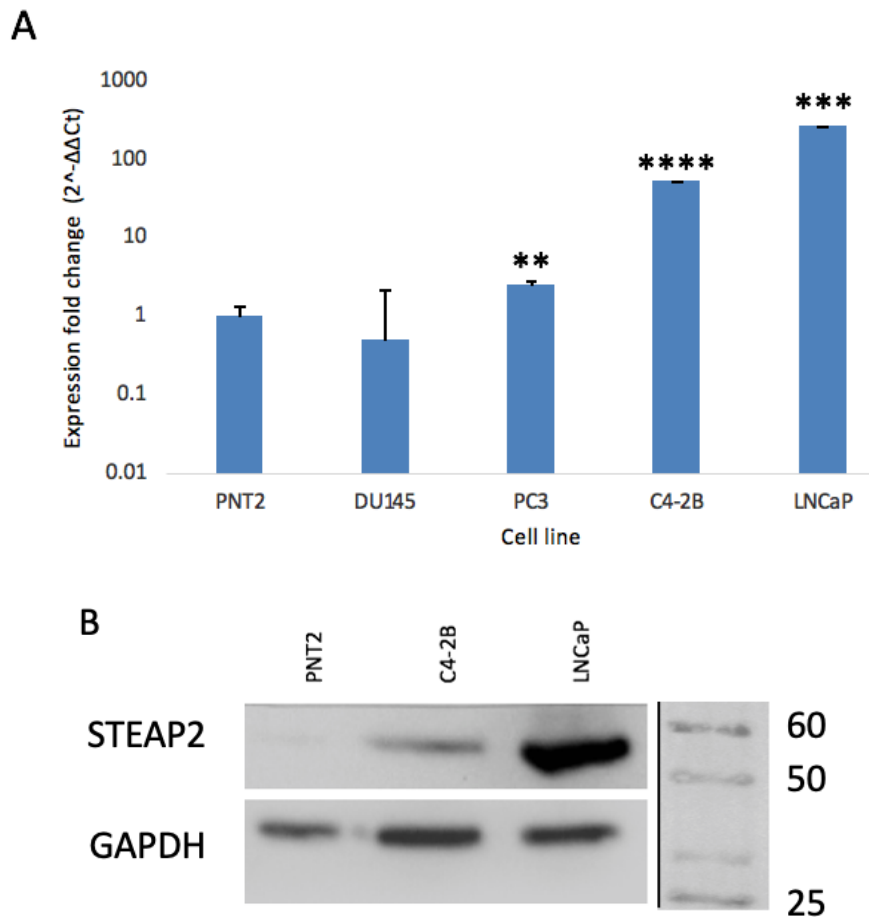 A
1000
100
10
1
0.1
0.01
Expression fold change (2^-ΔΔCt)
**
****
***
PNT2 DU145 PC3 C4-2B LNCaP
Cell line
B
PNT2 C4-2B LNCaP
STEAP2
GAPDH
60
50
25